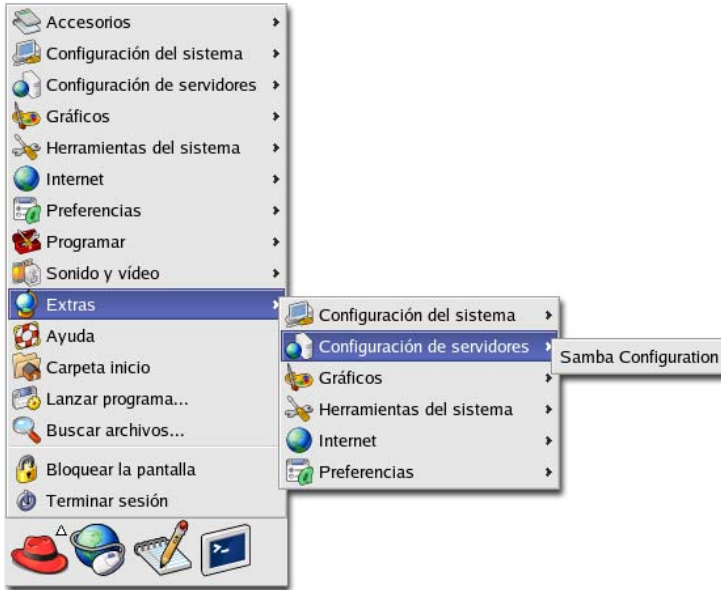 Accesorios
Configuración del sistema
Configuración de servidores
Gráficos
Herramientas del sistema
Internet
Preferencias
Programar
Sonido y vídeo
Extras
Ayuda
Carpeta inicio
Lanzar programa...
Buscar archivos...
Bloquear la pantalla
Terminar sesión
Configuración del sistema
Configuración de servidores
Gráficos
Herramientas del sistema
Internet
Preferencias
Samba Configuration